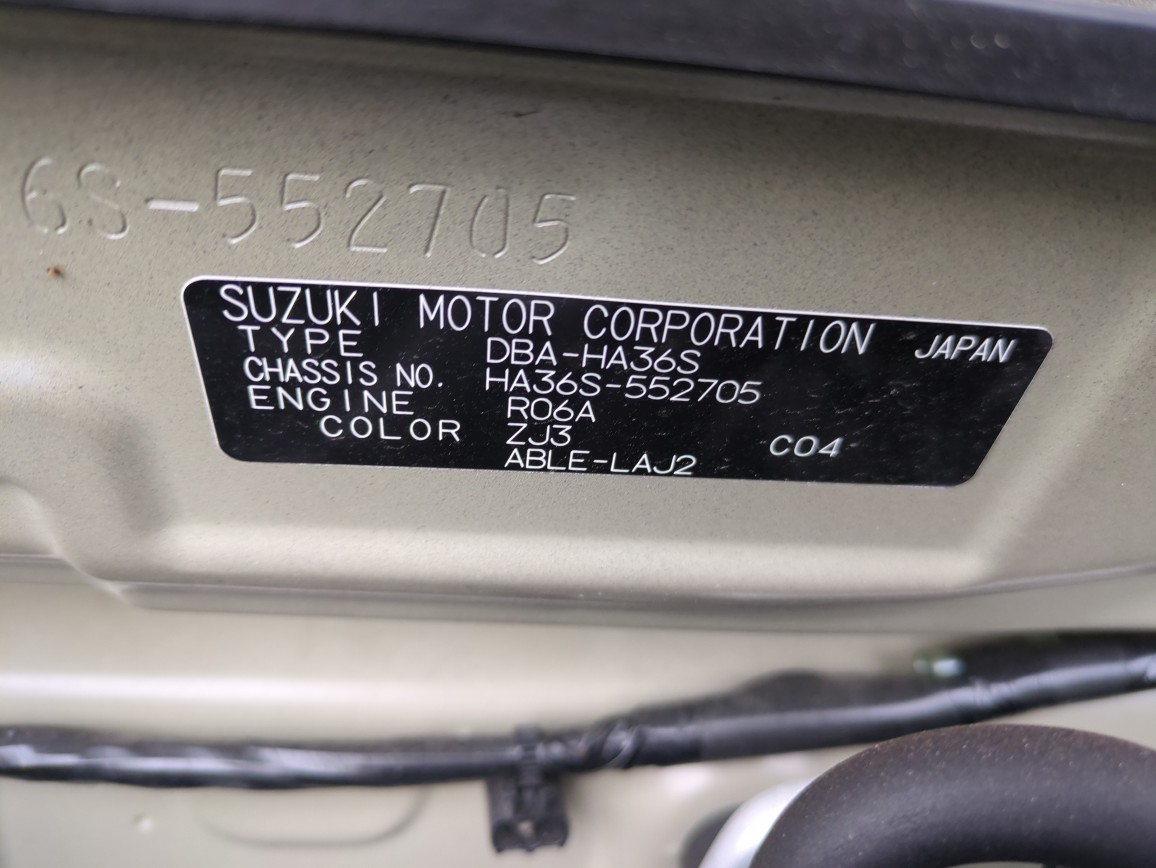 6S-552705
SUZUKI MOTOR CORPORATION JAPAN
TYPE DBA-HA36S
CHASSIS NO. HA36S-552705
ENGINE R06A
COLOR ZJ3 C04
ABLE-LAJ2